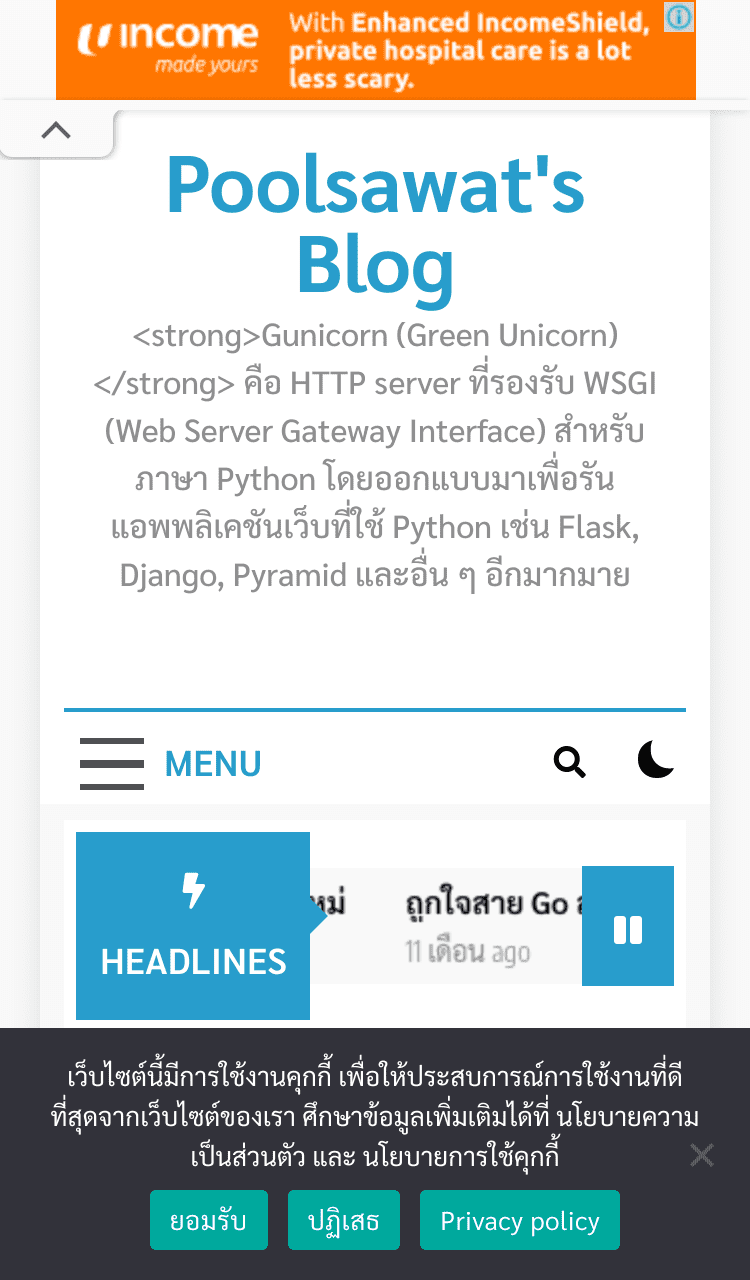 income
made yours
With Enhanced IncomeShield,
private hospital care is a lot
less scary.
Poolsawat's
Blog
<strong>Gunicorn (Green Unicorn)
</strong> คือ HTTP server ที่รองรับ WSGI
(Web Server Gateway Interface) สำหรับ
ภาษา Python โดยออกแบบมาเพื่อรัน
แอพพลิเคชันเว็บที่ใช้ Python เช่น Flask,
Django, Pyramid และอื่น ๆ อีกมากมาย
MENU
HEADLINES
ถูกใจสาย Go
11 เดือน ago
เว็บไซต์นี้มีการใช้งานคุกกี้ เพื่อให้ประสบการณ์การใช้งานที่ดี
ที่สุดจากเว็บไซต์ของเรา ศึกษาข้อมูลเพิ่มเติมได้ที่ นโยบายความ
เป็นส่วนตัว และ นโยบายการใช้คุกกี้
ยอมรับ
ปฏิเสธ
Privacy policy